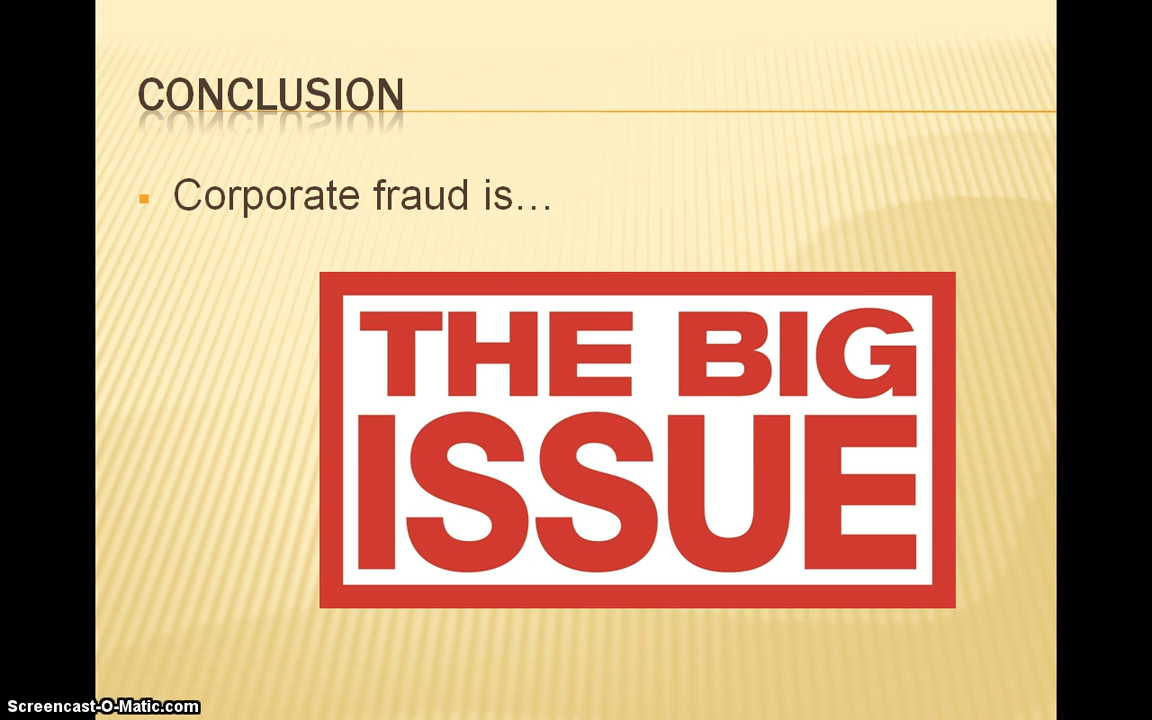 CONCLUSION
▪ Corporate fraud is…
THE BIG
ISSUE
Screencast-O-Matic.com